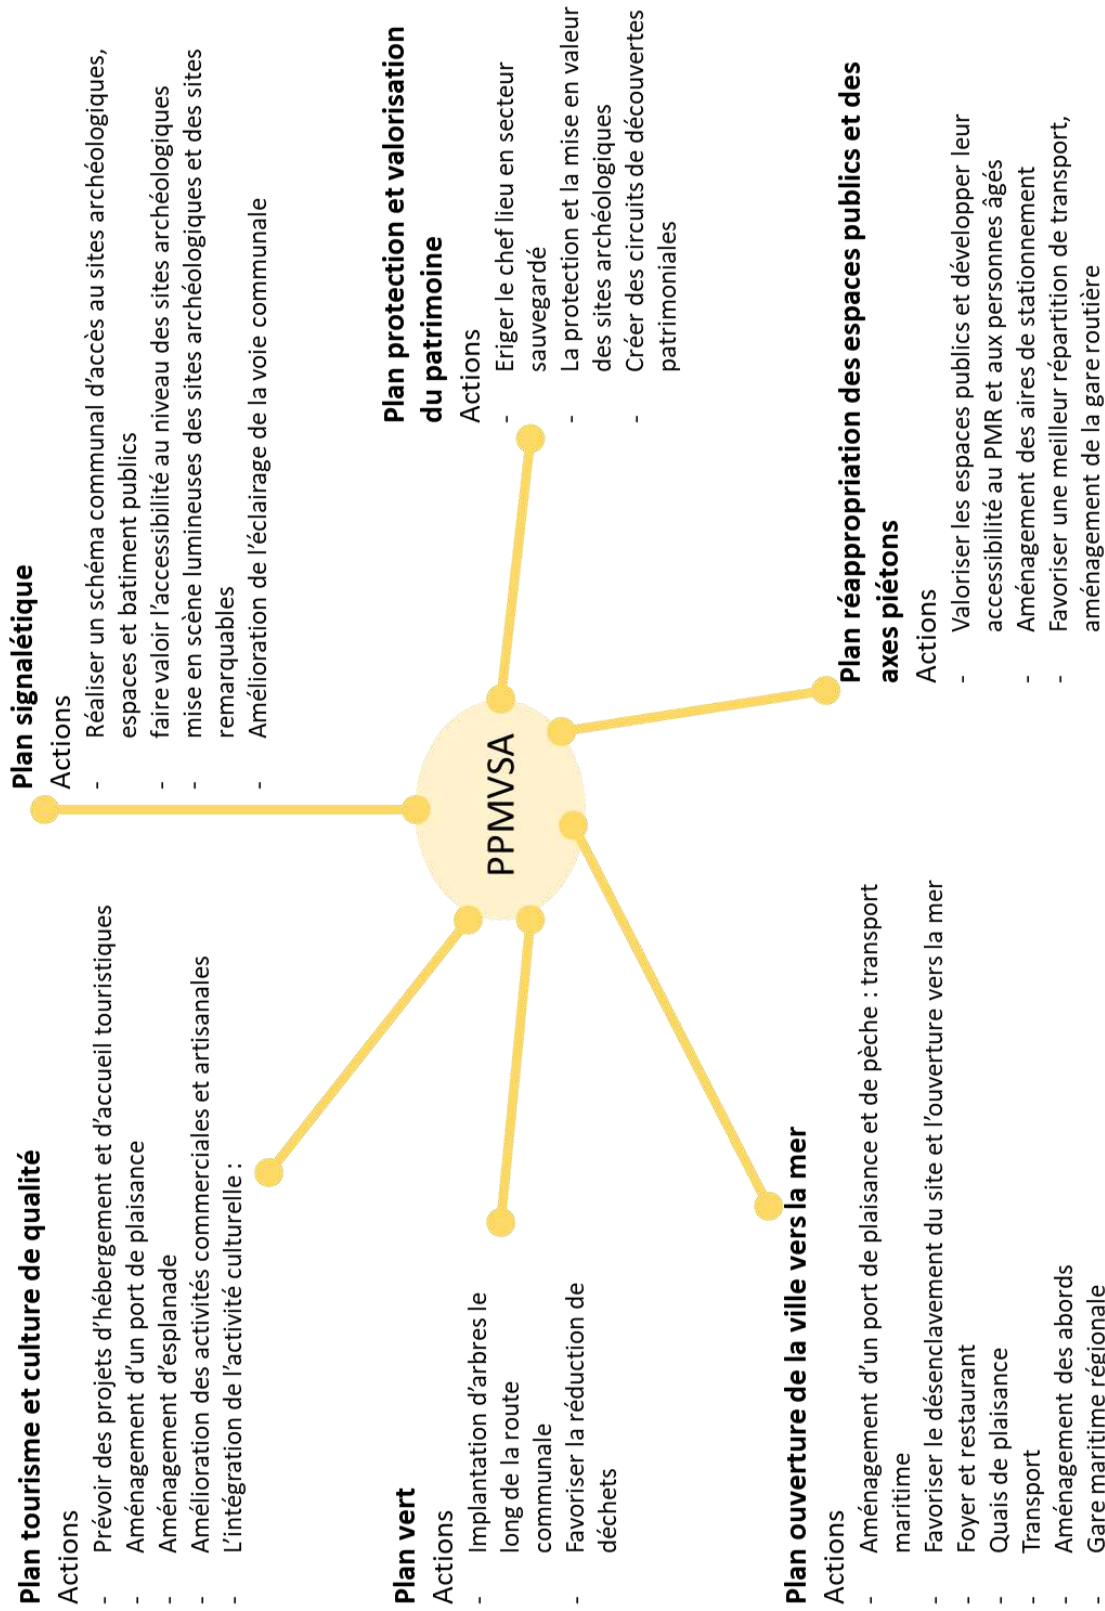 Plan tourisme et culture de qualité
Actions
- Prévoir des projets d'hébergement et d'accueil touristiques
- Aménagement d'un port de plaisance
- Aménagement d'esplanade
- Amélioration des activités commerciales et artisanales
- L'intégration de l'activité culturelle :
Plan signalétique
Actions
- Réaliser un schéma communal d'accès au sites archéologiques,
espaces et batiment publics
- faire valoir l'accessibilité au niveau des sites archéologiques
- mise en scène lumineuses des sites archéologiques et des sites
remarquables
- Amélioration de l'éclairage de la voie communale
Plan vert
Actions
- Implantation d'arbres le
long de la route
communale
- Favoriser la réduction de
déchets
PPMVSA
Plan protection et valorisation
du patrimoine
Actions
- Eriger le chef lieu en secteur
sauvegardé
- La protection et la mise en valeur
des sites archéologiques
- Créer des circuits de découvertes
patrimoniales
Plan ouverture de la ville vers la mer
Actions
- Aménagement d'un port de plaisance et de pèche : transport
maritime
- Favoriser le désenclavement du site et l'ouverture vers la mer
- Foyer et restaurant
- Quais de plaisance
- Transport
- Aménagement des abords
- Gare maritime régionale
Plan réappropriation des espaces publics et des
axes piétons
Actions
- Valoriser les espaces publics et développer leur
accessibilité au PMR et aux personnes âgés
- Aménagement des aires de stationnement
- Favoriser une meilleur répartition de transport,
aménagement de la gare routière